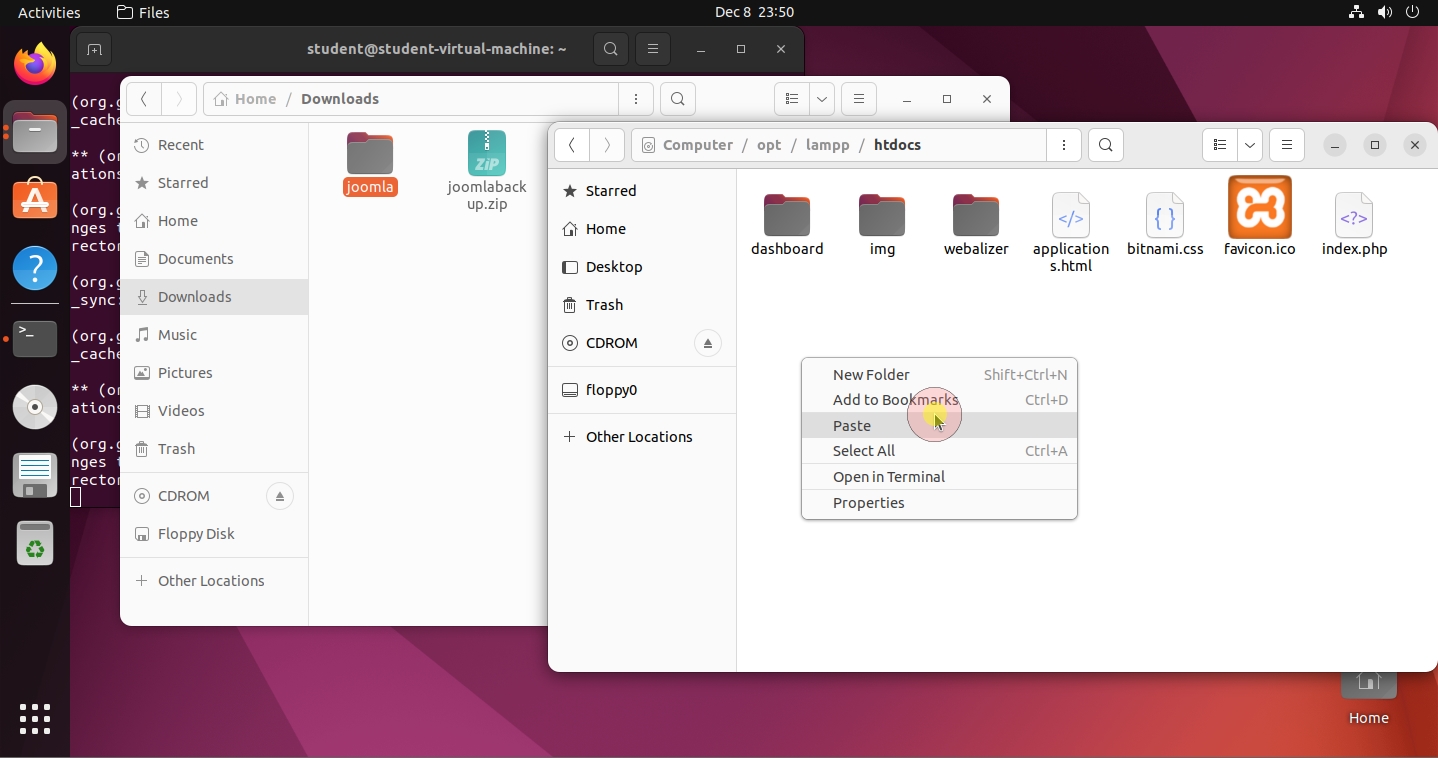 Activities
Files
Dec 8 23:50
student@student-virtual-machine: ~
(org.g
_cache
** (or
ations
(org.g
nges t
rector
(org.g
_sync:
(org.g
_cache
** (or
ations
(org.g
nges t
rector
>_
Home / Downloads
Recent
Starred
Home
Documents
Downloads
Music
Pictures
Videos
Trash
CDROM
Floppy Disk
+ Other Locations
joomla
ZiP
joomlaback
up.zip
Computer / opt / lampp / htdocs
Starred
Home
Desktop
Trash
CDROM
floppy0
+ Other Locations
dashboard
img
webalizer
</>
application
s.html
{ }
bitnami.css
favicon.ico
<?>
index.php
New Folder Shift+Ctrl+N
Add to Bookmarks Ctrl+D
Paste
Select All Ctrl+A
Open in Terminal
Properties
Home